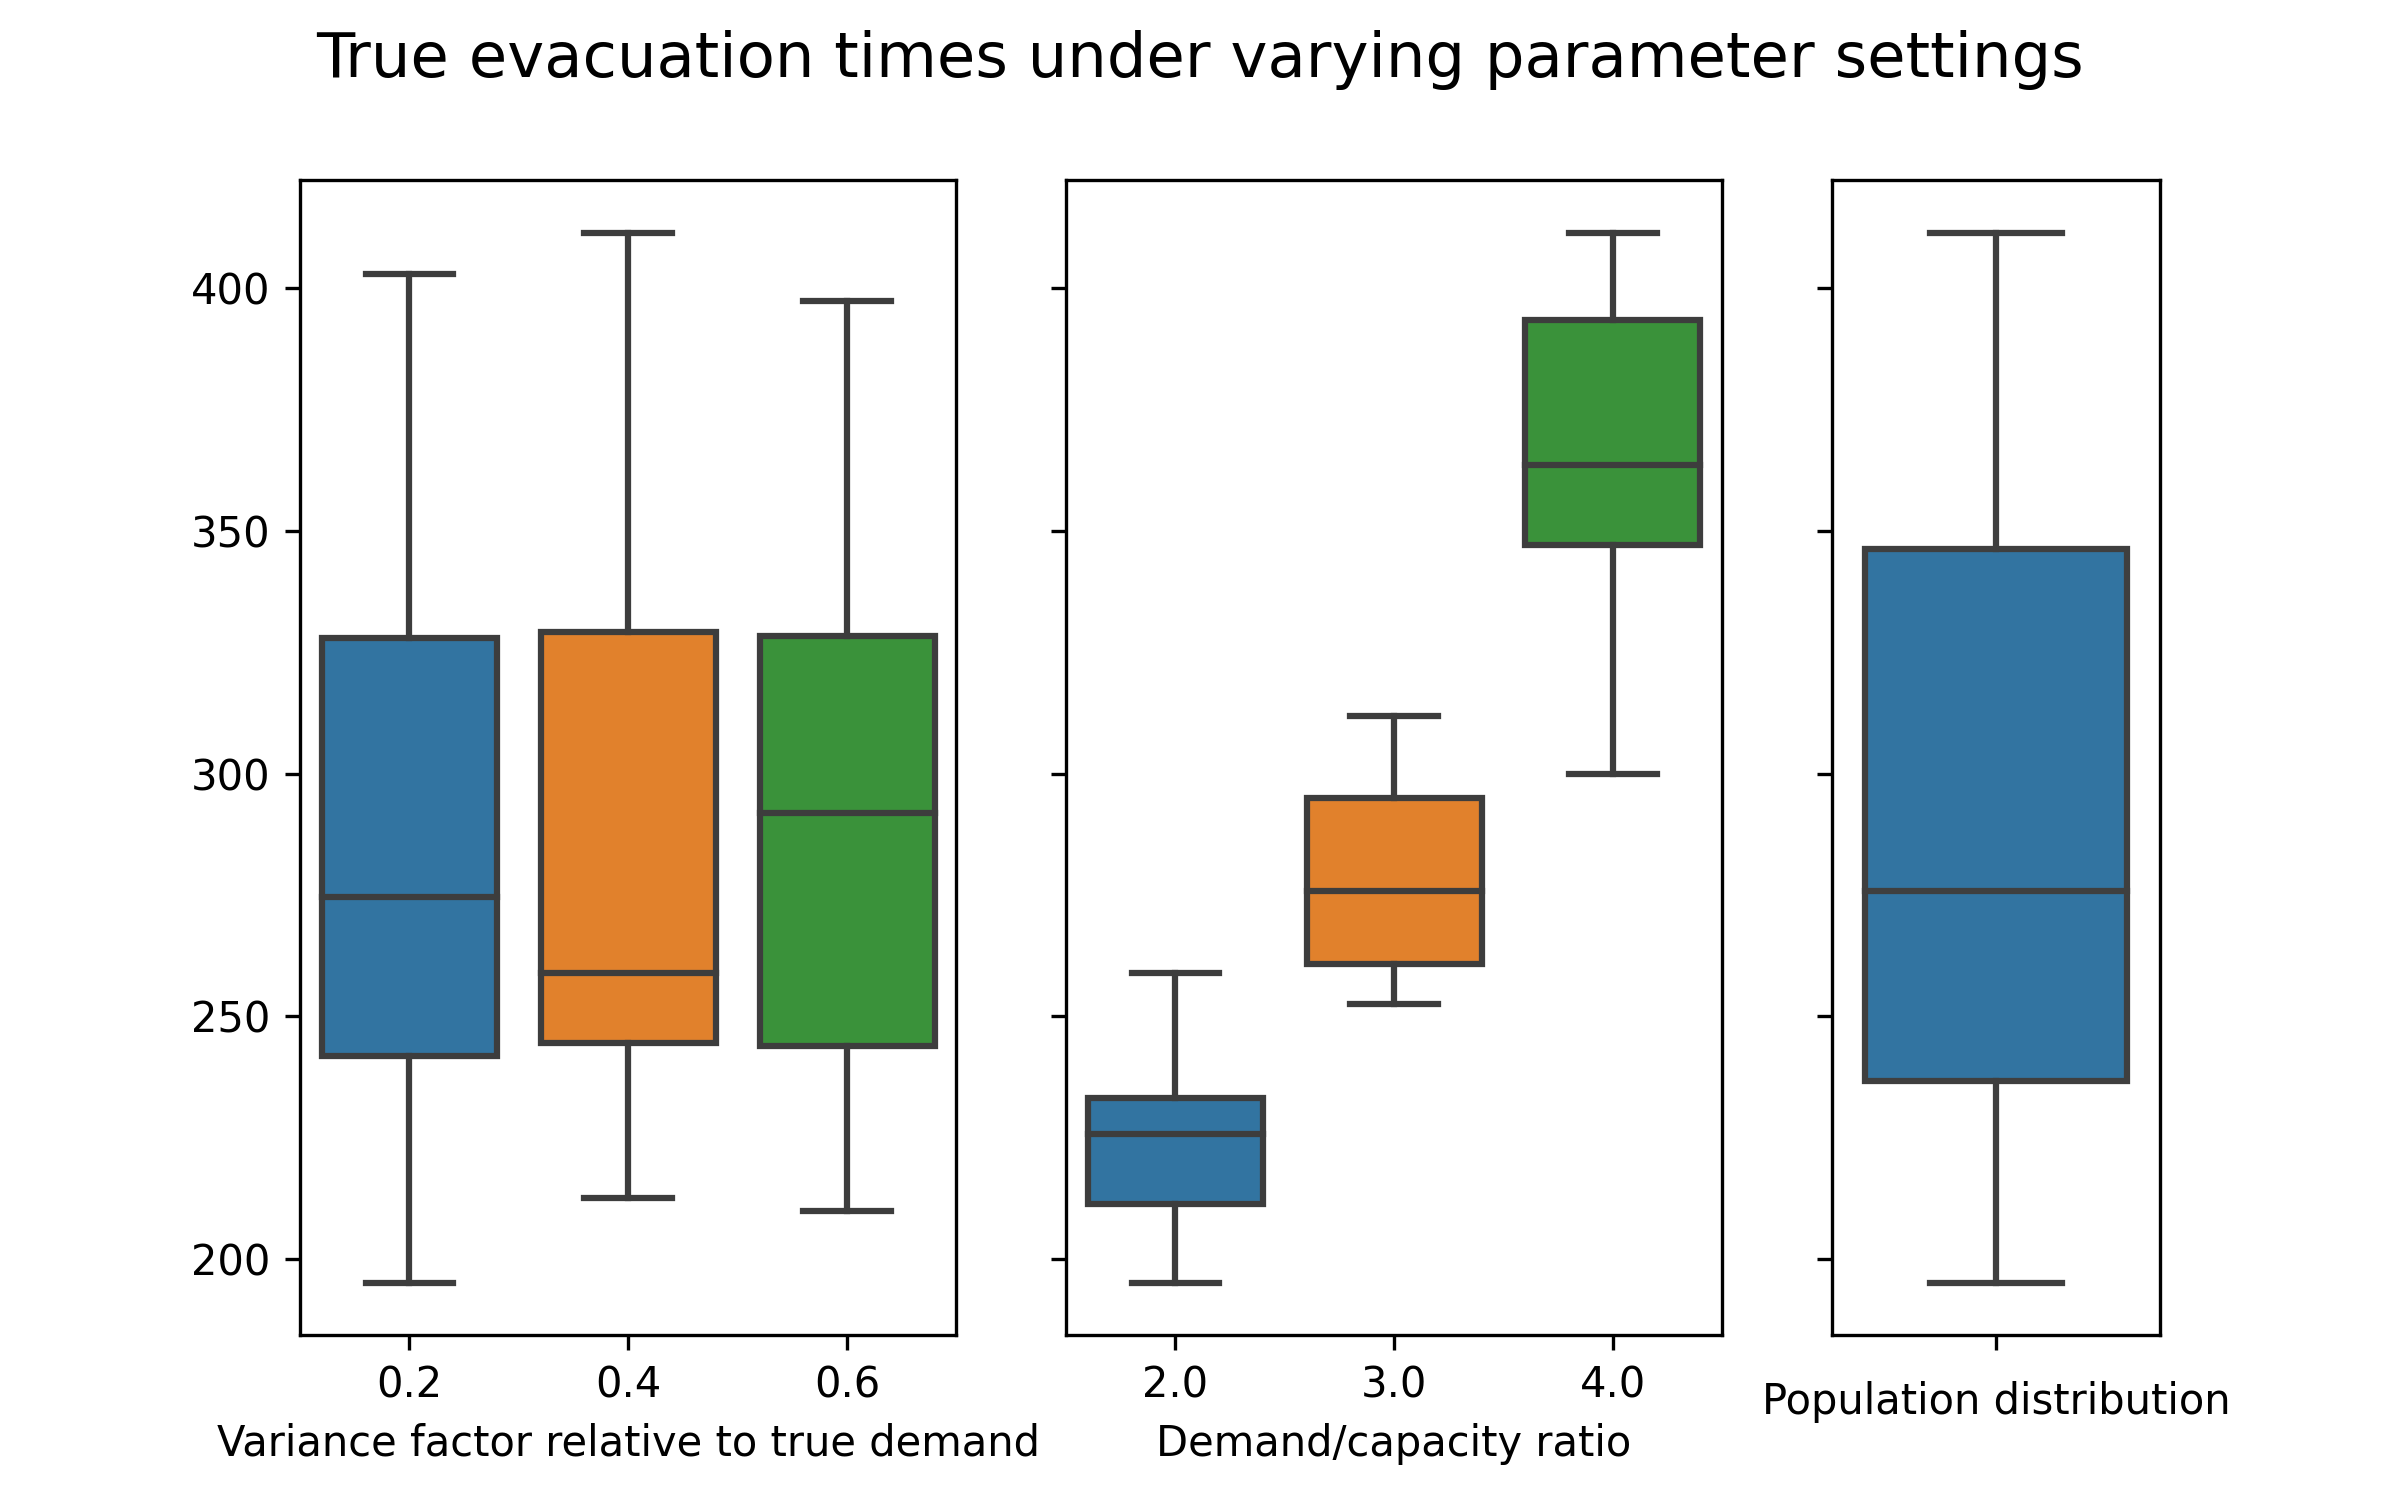 True evacuation times under varying parameter settings
400
350
300
250
200
0.2 0.4 0.6
Variance factor relative to true demand
2.0 3.0 4.0
Demand/capacity ratio
Population distribution